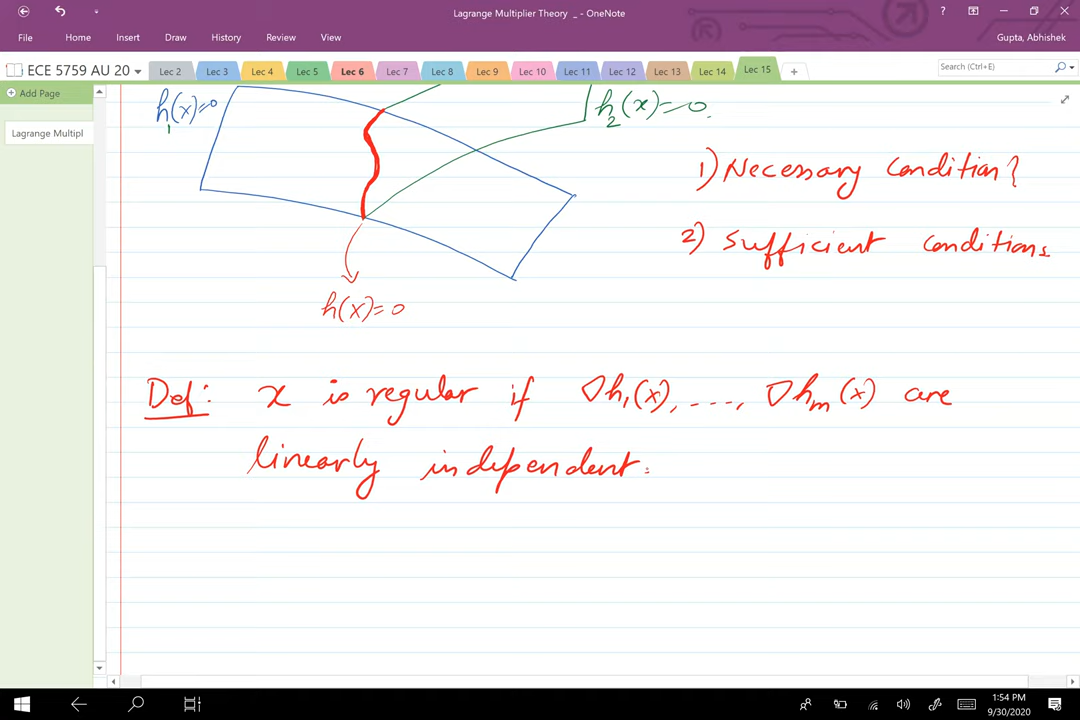 Lagrange Multiplier Theory _ - OneNote
?
File Home Insert Draw History Review View
Gupta, Abhishek
ECE 5759 AU 20
Lec 2 Lec 3 Lec 4 Lec 5 Lec 6 Lec 7 Lec 8 Lec 9 Lec 10 Lec 11 Lec 12 Lec 13 Lec 14 Lec 15 +
Search (Ctrl+E)
Add Page
Lagrange Multipl
h₁(x)=0
h₂(x)=0.
1) Necessary condition?
2) Sufficient conditions
h(x)=0
Def: x is regular if ∇h₁(x), ...., ∇hₘ(x) are
linearly independent.
1:54 PM
9/30/2020